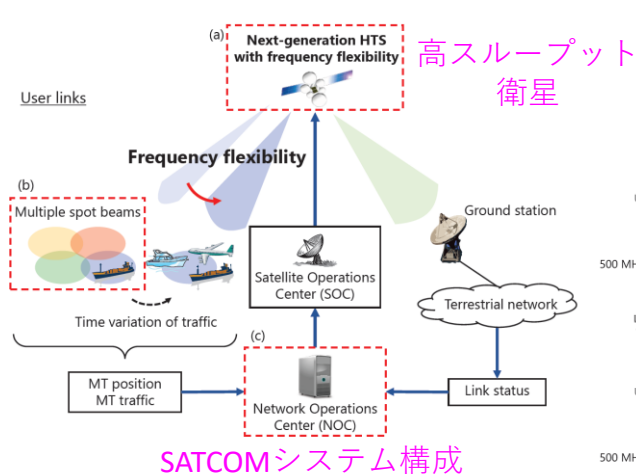 (a)
Next-generation HTS
with frequency flexibility
高スループット
衛星
User links
Frequency flexibility
(b)
Multiple spot beams
Ground station
Satellite Operations
Center (SOC)
500 MH
Terrestrial network
Time variation of traffic
(c)
MT position
MT traffic
Network Operations
Center (NOC)
Link status
SATCOMシステム構成
500 MH